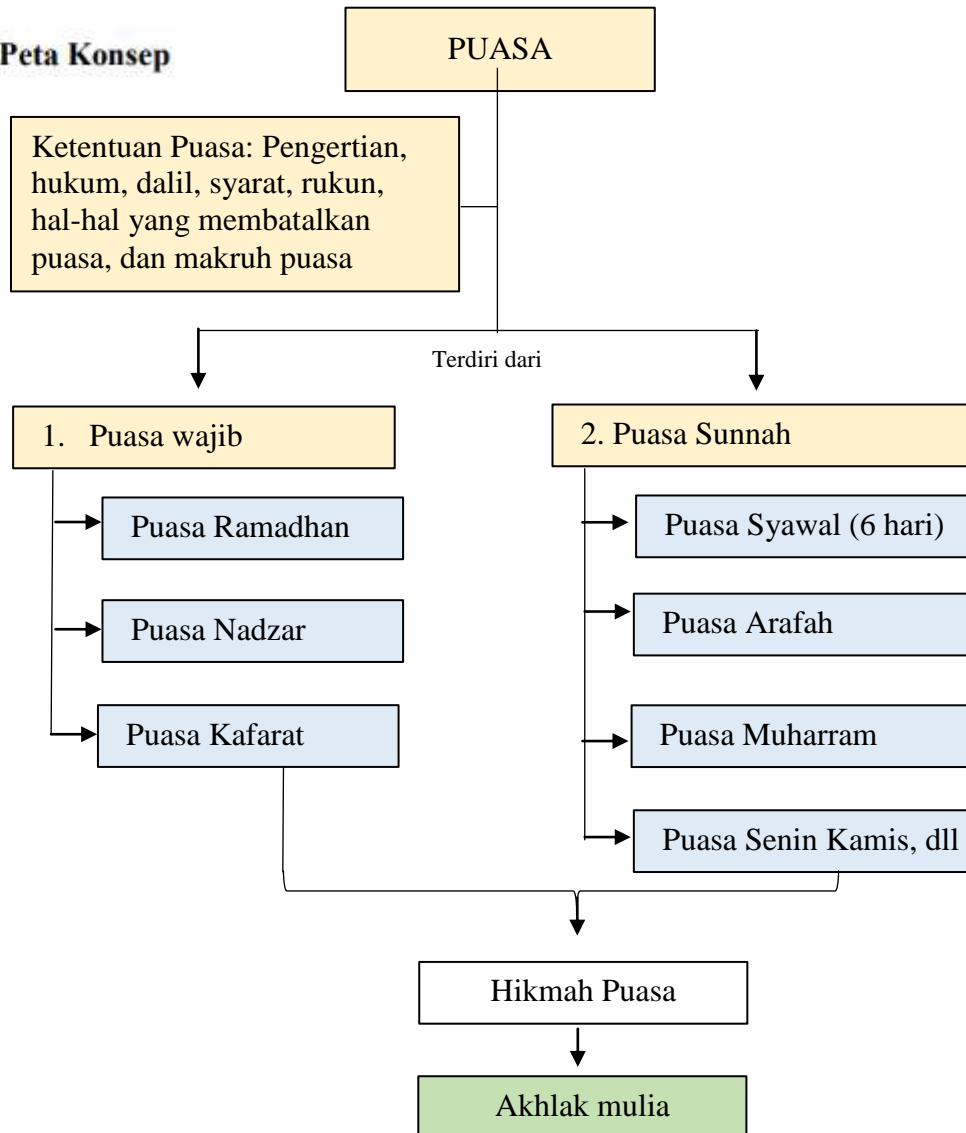 Peta Konsep
PUASA
Ketentuan Puasa: Pengertian,
hukum, dalil, syarat, rukun,
hal-hal yang membatalkan
puasa, dan makruh puasa
Terdiri dari
1. Puasa wajib
2. Puasa Sunnah
Puasa Ramadhan
Puasa Syawal (6 hari)
Puasa Nadzar
Puasa Arafah
Puasa Kafarat
Puasa Muharram
Puasa Senin Kamis, dll
Hikmah Puasa
Akhlak mulia